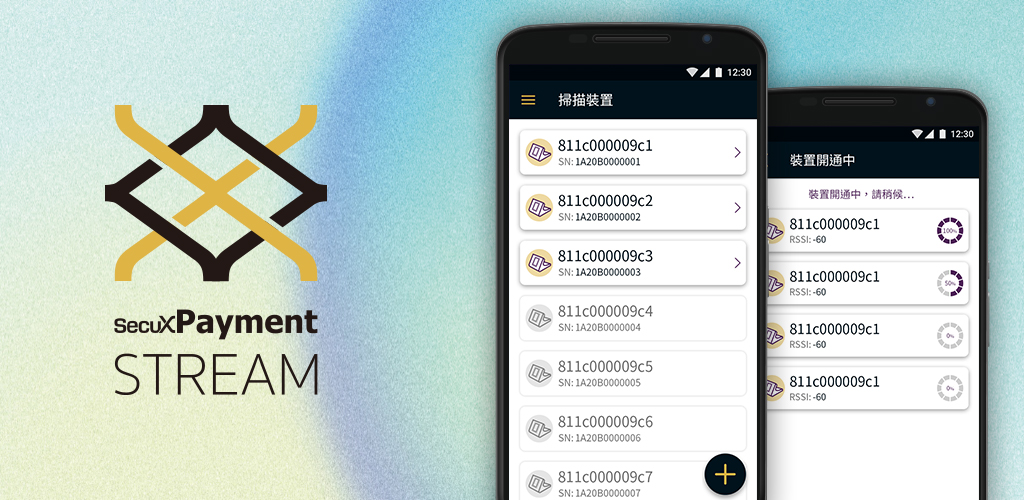 SecuXPayment
STREAM
12:30
掃描裝置
811c000009c1
SN: 1A20B0000001
811c000009c2
SN: 1A20B0000002
811c000009c3
SN: 1A20B0000003
811c000009c4
SN: 1A20B0000004
811c000009c5
SN: 1A20B0000005
811c000009c6
SN: 1A20B0000006
811c000009c7
SN: 1A20B0000007
12:30
裝置開通中
裝置開通中，請稍候…
811c000009c1
RSSI: -60
100%
811c000009c1
RSSI: -60
50%
811c000009c1
RSSI: -60
0%
811c000009c1
RSSI: -60
0%